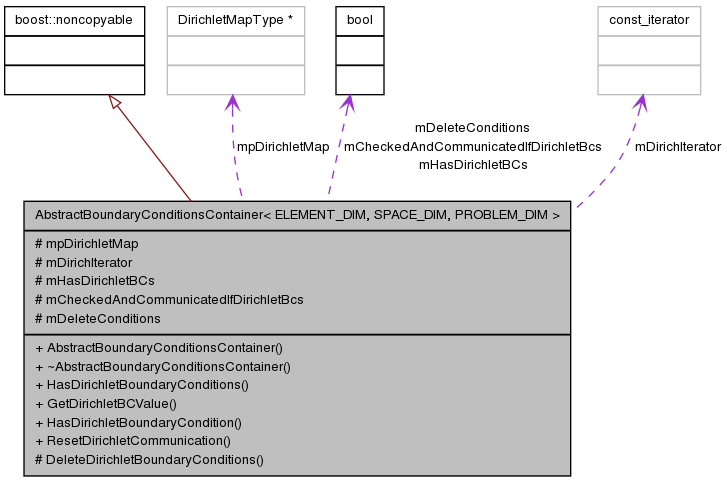 boost::noncopyable
DirichletMapType *
bool
const_iterator
mDeleteConditions
mpDirichletMap
mCheckedAndCommunicatedIfDirichletBcs
mDirichIterator
mHasDirichletBCs
AbstractBoundaryConditionsContainer< ELEMENT_DIM, SPACE_DIM, PROBLEM_DIM >
# mpDirichletMap
# mDirichIterator
# mHasDirichletBCs
# mCheckedAndCommunicatedIfDirichletBcs
# mDeleteConditions
+ AbstractBoundaryConditionsContainer()
+ ~AbstractBoundaryConditionsContainer()
+ HasDirichletBoundaryConditions()
+ GetDirichletBCValue()
+ HasDirichletBoundaryCondition()
+ ResetDirichletCommunication()
# DeleteDirichletBoundaryConditions()